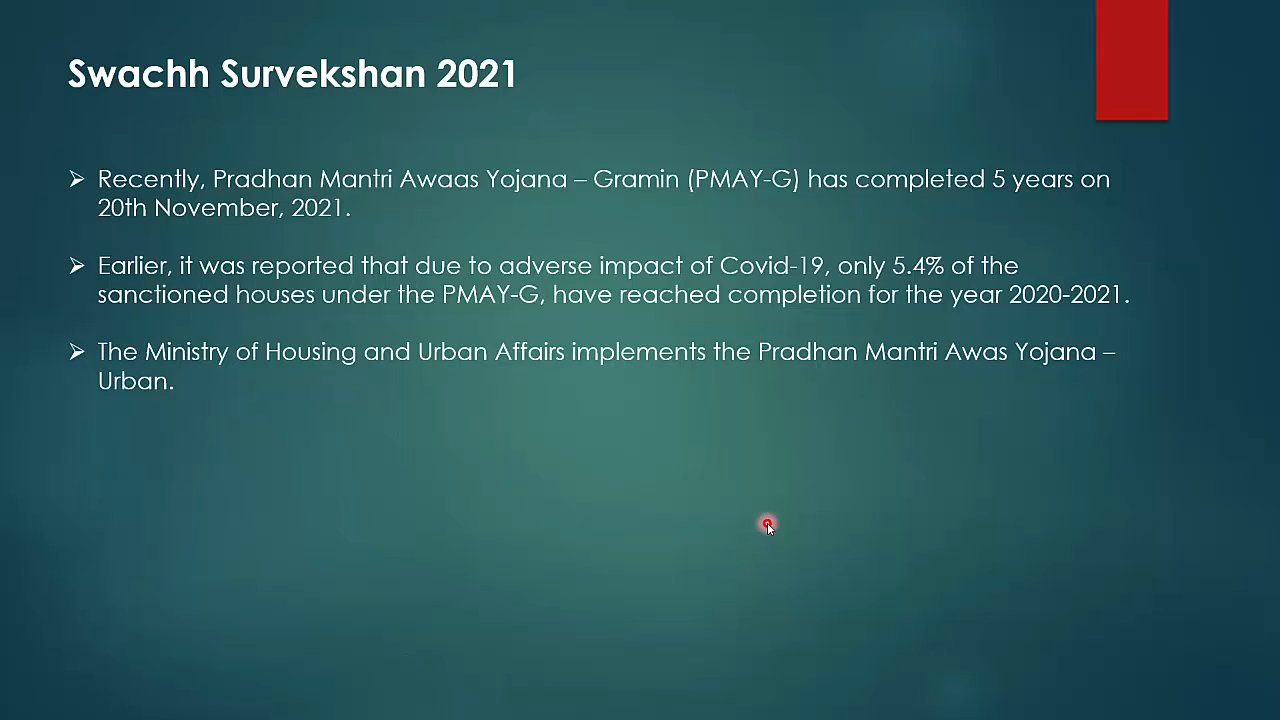 Swachh Survekshan 2021
➢ Recently, Pradhan Mantri Awaas Yojana – Gramin (PMAY-G) has completed 5 years on
20th November, 2021.
➢ Earlier, it was reported that due to adverse impact of Covid-19, only 5.4% of the
sanctioned houses under the PMAY-G, have reached completion for the year 2020-2021.
➢ The Ministry of Housing and Urban Affairs implements the Pradhan Mantri Awas Yojana –
Urban.